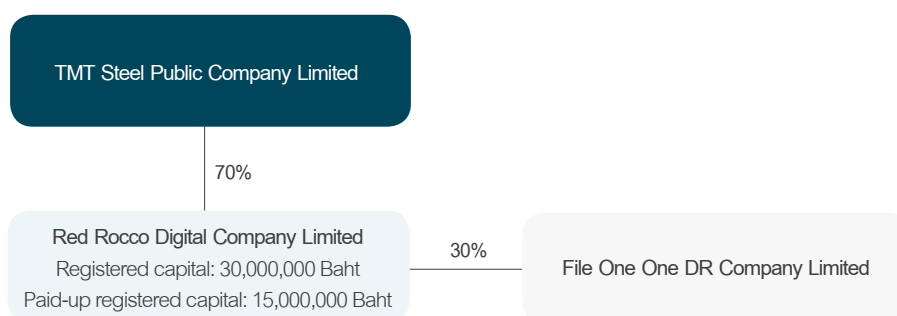 TMT Steel Public Company Limited
70%
Red Rocco Digital Company Limited
Registered capital: 30,000,000 Baht
Paid-up registered capital: 15,000,000 Baht
30%
File One One DR Company Limited